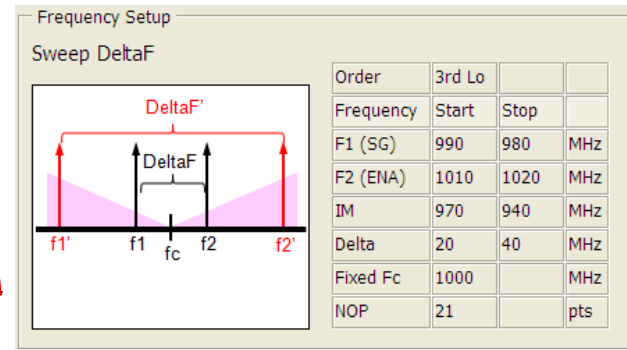 Frequency Setup
Sweep DeltaF
DeltaF'
DeltaF
f1' f1 fc f2 f2'
Order 3rd Lo
Frequency Start Stop
F1 (SG) 990 980 MHz
F2 (ENA) 1010 1020 MHz
IM 970 940 MHz
Delta 20 40 MHz
Fixed Fc 1000 MHz
NOP 21 pts